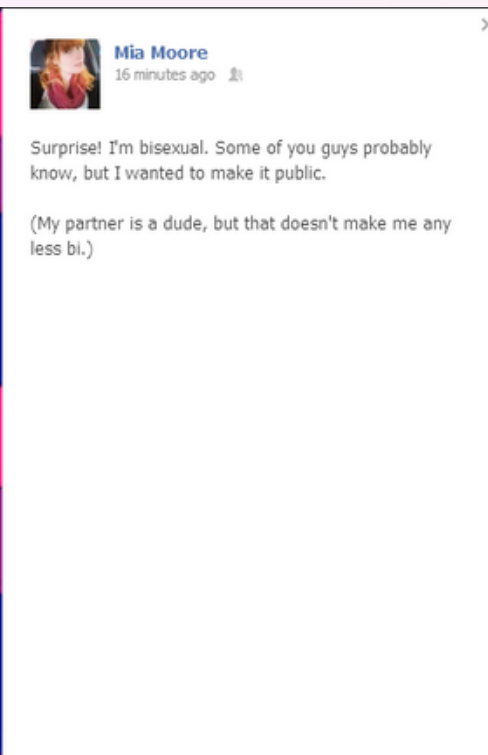 Mia Moore
16 minutes ago
Surprise! I'm bisexual. Some of you guys probably
know, but I wanted to make it public.
(My partner is a dude, but that doesn't make me any
less bi.)